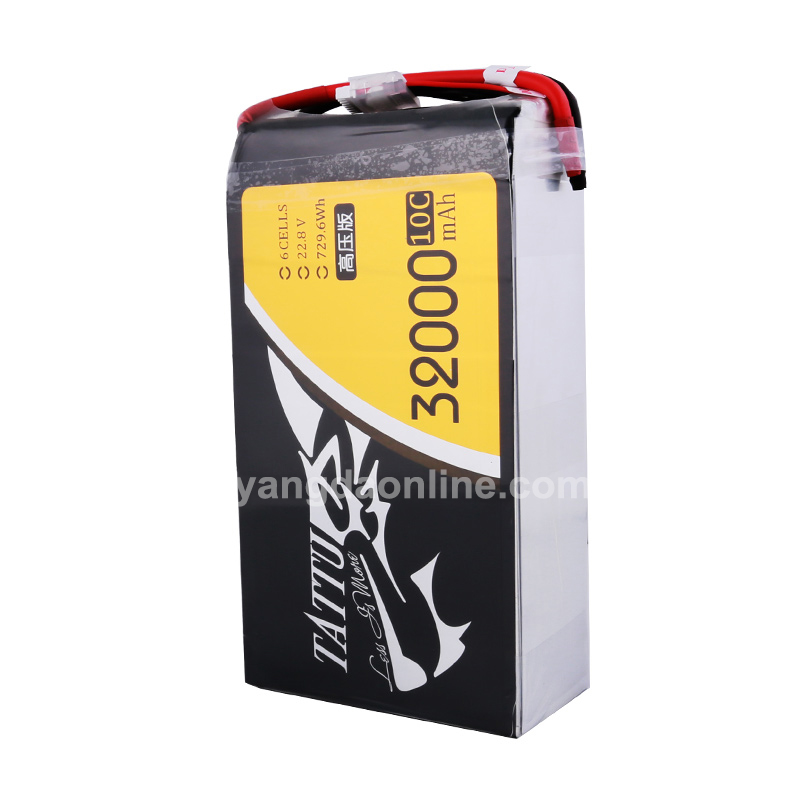 6 CELLS
22.8 V
729.6Wh
高压版
32000
10C
mAh
TATTU
Less Is More
yangdaonline.com